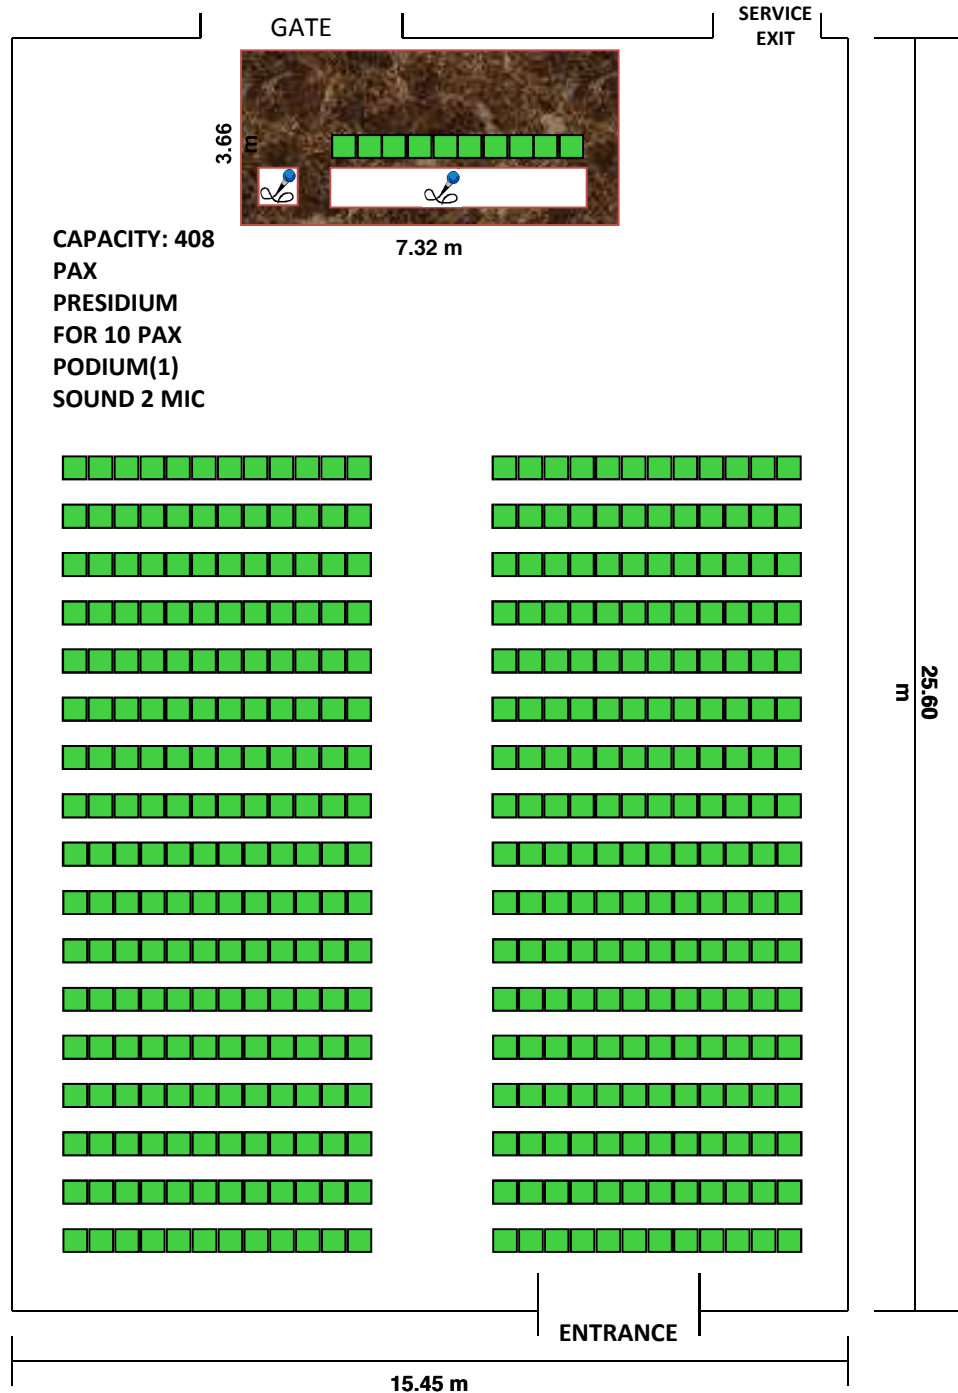 GATE
SERVICE
EXIT
3.66
m
7.32 m
CAPACITY: 408
PAX
PRESIDIUM
FOR 10 PAX
PODIUM(1)
SOUND 2 MIC
25.60
m
ENTRANCE
15.45 m